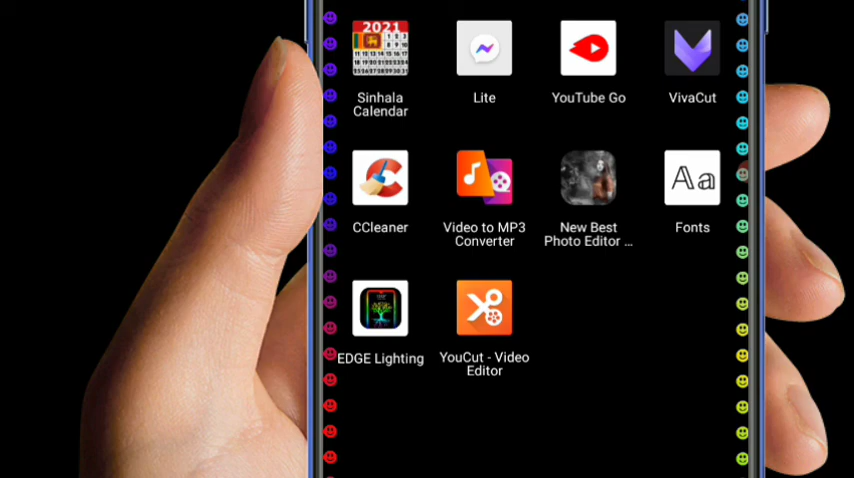 2021
Sinhala
Calendar
Lite
YouTube Go
VivaCut
CCleaner
Video to MP3
Converter
New Best
Photo Editor ...
Aa
Fonts
EDGE Lighting
YouCut - Video
Editor